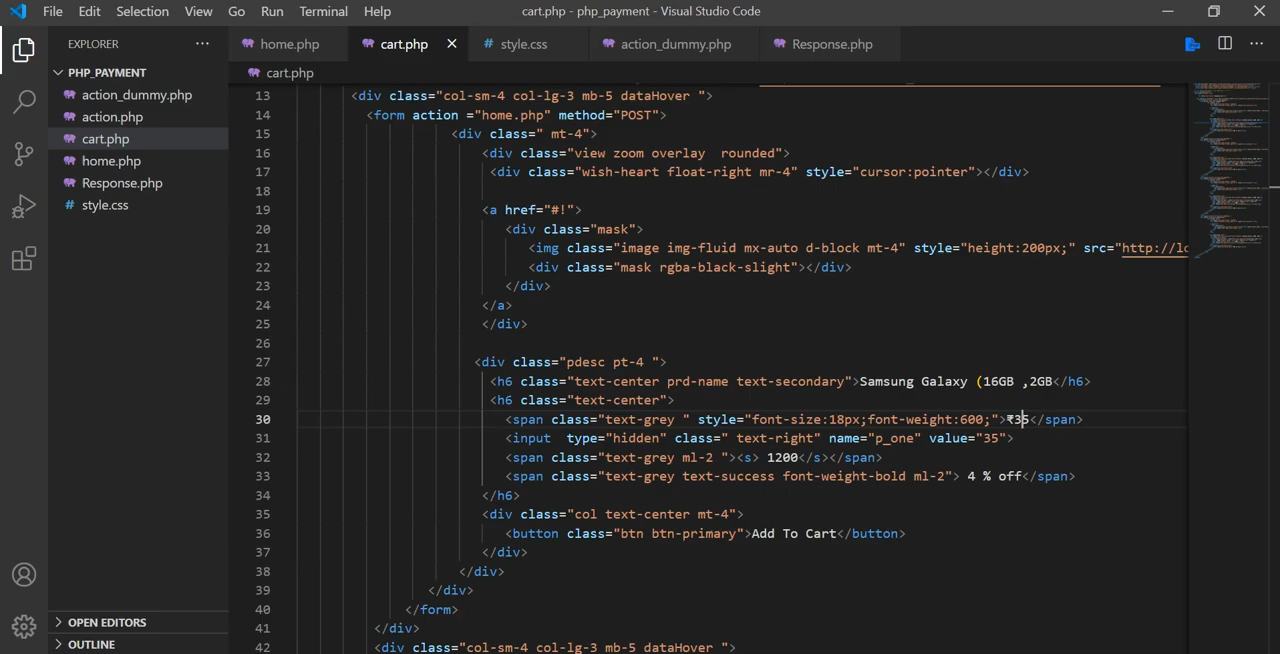 File Edit Selection View Go Run Terminal Help cart.php - php_payment - Visual Studio Code
EXPLORER
home.php cart.php style.css action_dummy.php Response.php
PHP_PAYMENT
action_dummy.php
action.php
cart.php
home.php
Response.php
style.css
OPEN EDITORS
OUTLINE
cart.php
13 <div class="col-sm-4 col-lg-3 mb-5 dataHover ">
14 <form action ="home.php" method="POST">
15 <div class=" mt-4">
16 <div class="view zoom overlay  rounded">
17 <div class="wish-heart float-right mr-4" style="cursor:pointer"></div>
18
19 <a href="#!">
20 <div class="mask">
21 <img class="image img-fluid mx-auto d-block mt-4" style="height:200px;" src="http://lo
22 <div class="mask rgba-black-slight"></div>
23 </div>
24 </a>
25 </div>
26
27 <div class="pdesc pt-4 ">
28 <h6 class="text-center prd-name text-secondary">Samsung Galaxy (16GB ,2GB</h6>
29 <h6 class="text-center">
30 <span class="text-grey " style="font-size:18px;font-weight:600;">₹35</span>
31 <input  type="hidden" class=" text-right" name="p_one" value="35">
32 <span class="text-grey ml-2 "><s> 1200</s></span>
33 <span class="text-grey text-success font-weight-bold ml-2"> 4 % off</span>
34 </h6>
35 <div class="col text-center mt-4">
36 <button class="btn btn-primary">Add To Cart</button>
37 </div>
38 </div>
39 </div>
40 </form>
41 </div>
42 <div class="col-sm-4 col-lg-3 mb-5 dataHover ">